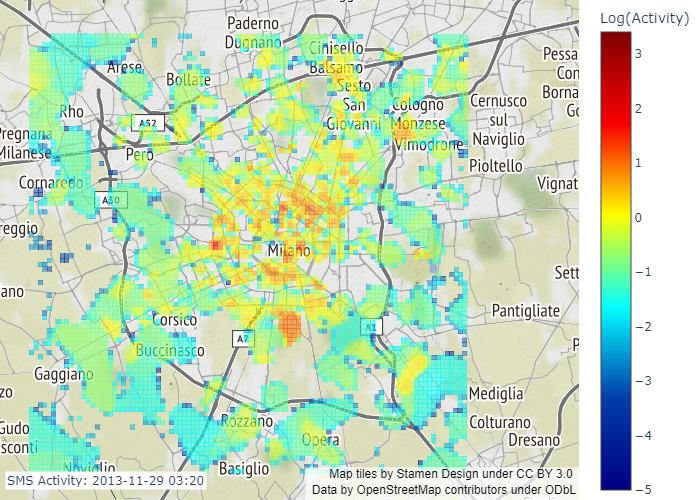 Log(Activity)
3
2
1
0
−1
−2
−3
−4
−5
Paderno
Dugnano
Cinisello
Balsamo
Pessa
Con
Borna
Arese
Bollate
Sesto
San
Giovanni
Cologno
Monzese
Cernusco
sul
Naviglio
Rho
A52
Pregnana
Milanese
Pero
Vimodrone
Pioltello
Cornaredo
A50
Vignat
reggio
Milano
Sett
ano
Pantigliate
Corsico
A7
A1
Buccinasco
Gaggiano
zo
Mediglia
Gudo
sconti
Rozzano
Opera
Colturano
Dresano
Noviglio
Basiglio
SMS Activity: 2013-11-29 03:20
Map tiles by Stamen Design under CC BY 3.0
Data by OpenStreetMap contributors under ODbL